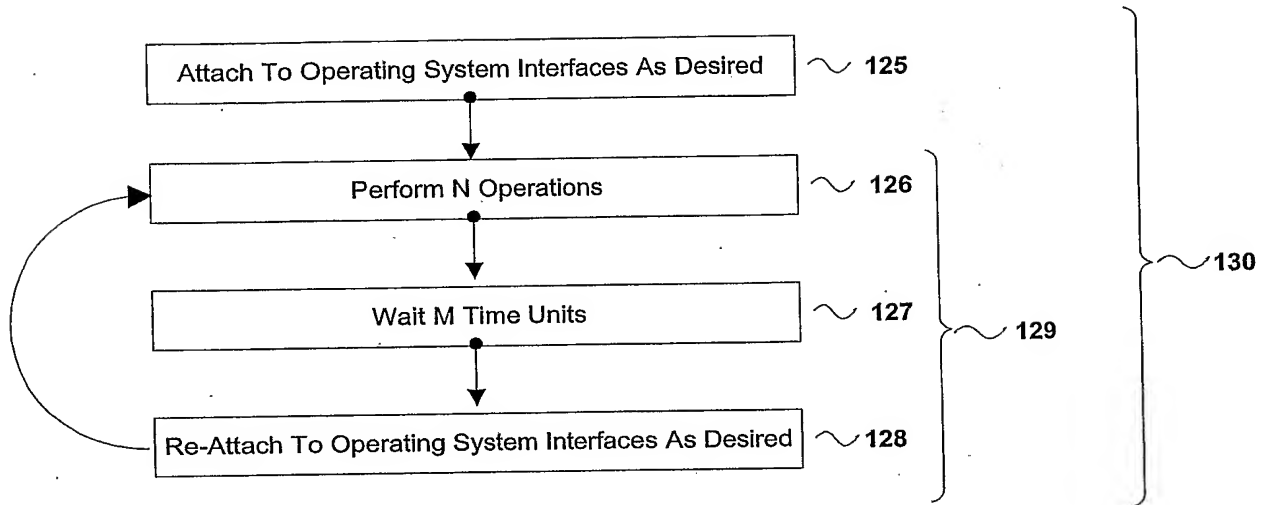 Attach To Operating System Interfaces As Desired 125
Perform N Operations 126
130
Wait M Time Units 127
129
Re-Attach To Operating System Interfaces As Desired 128